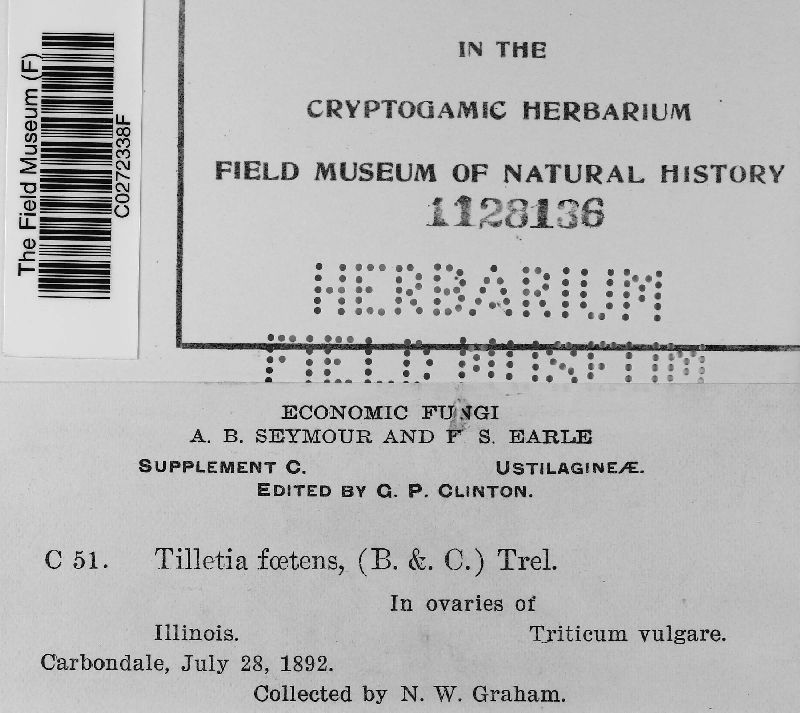 The Field Museum (F)
C0272338F
IN THE
CRYPTOGAMIC HERBARIUM
FIELD MUSEUM OF NATURAL HISTORY
1128136
HERBARIUM
FIELD MUSEUM
ECONOMIC FUNGI
A. B. SEYMOUR AND F S. EARLE
SUPPLEMENT C. USTILAGINEÆ.
EDITED BY G. P. CLINTON.
C 51. Tilletia fœtens, (B. &. C.) Trel.
In ovaries of
Illinois. Triticum vulgare.
Carbondale, July 28, 1892.
Collected by N. W. Graham.